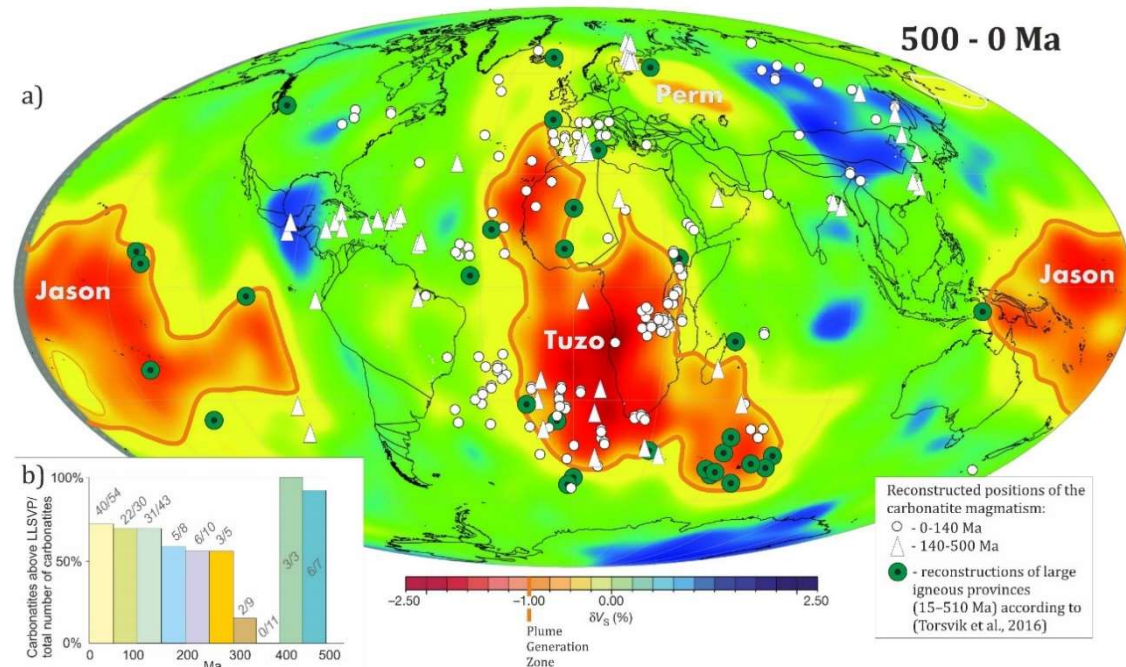 500 - 0 Ma
a)
Perm
Jason
Jason
Tuzo
b)
100%
50%
0%
Carbonatites above LLSVP/
total number of carbonatites
40/54
22/30
31/43
5/8
6/10
3/5
2/9
0/11
3/3
6/7
0
100
200
300
400
500
Ma
-2.50
-1.00
0.00
2.50
δVs (%)
Plume
Generation
Zone
Reconstructed positions of the
carbonatite magmatism:
- 0-140 Ma
- 140-500 Ma
- reconstructions of large
igneous provinces
(15–510 Ma) according to
(Torsvik et al., 2016)